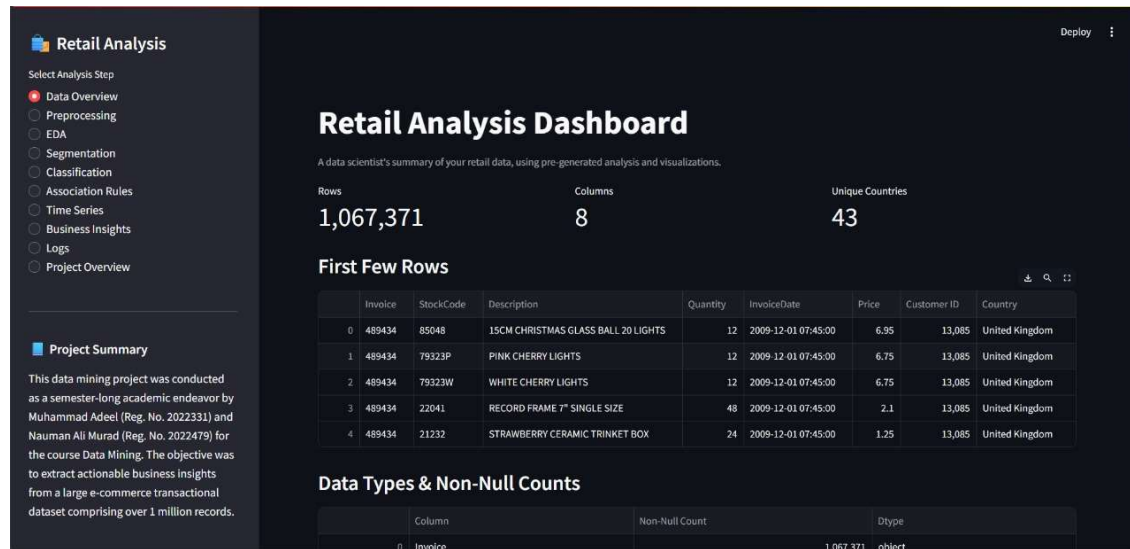 Retail Analysis
Select Analysis Step
Data Overview
Preprocessing
EDA
Segmentation
Classification
Association Rules
Time Series
Business Insights
Logs
Project Overview
Project Summary
This data mining project was conducted
as a semester-long academic endeavor by
Muhammad Adeel (Reg. No. 2022331) and
Nauman Ali Murad (Reg. No. 2022479) for
the course Data Mining. The objective was
to extract actionable business insights
from a large e-commerce transactional
dataset comprising over 1 million records.
Deploy
Retail Analysis Dashboard
A data scientist's summary of your retail data, using pre-generated analysis and visualizations.
Rows Columns Unique Countries
1,067,371 8 43
First Few Rows
Invoice StockCode Description Quantity InvoiceDate Price Customer ID Country
0 489434 85048 15CM CHRISTMAS GLASS BALL 20 LIGHTS 12 2009-12-01 07:45:00 6.95 13,085 United Kingdom
1 489434 79323P PINK CHERRY LIGHTS 12 2009-12-01 07:45:00 6.75 13,085 United Kingdom
2 489434 79323W WHITE CHERRY LIGHTS 12 2009-12-01 07:45:00 6.75 13,085 United Kingdom
3 489434 22041 RECORD FRAME 7" SINGLE SIZE 48 2009-12-01 07:45:00 2.1 13,085 United Kingdom
4 489434 21232 STRAWBERRY CERAMIC TRINKET BOX 24 2009-12-01 07:45:00 1.25 13,085 United Kingdom
Data Types & Non-Null Counts
Column Non-Null Count Dtype
0 Invoice 1,067,371 object